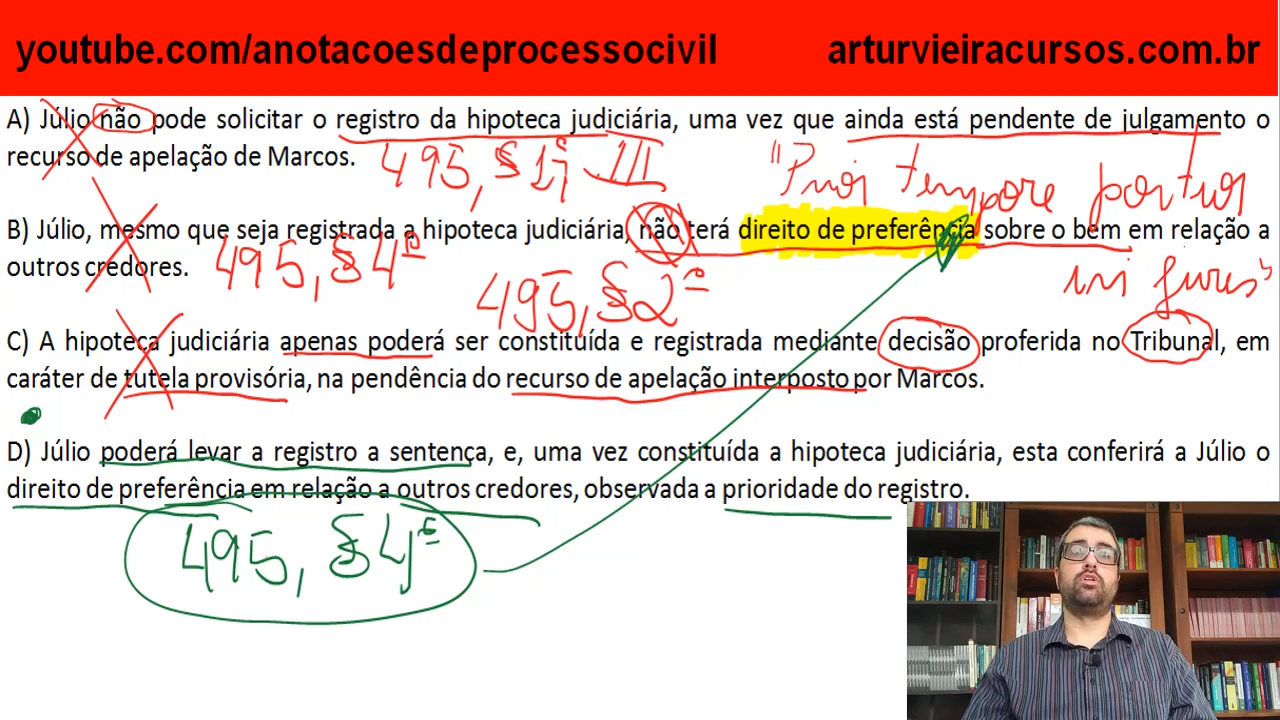 youtube.com/anotacoesdeprocessocivil arturvieiracursos.com.br
A) Júlio não pode solicitar o registro da hipoteca judiciária, uma vez que ainda está pendente de julgamento o
recurso de apelação de Marcos.
495, §1º, III "Prior tempore
B) Júlio, mesmo que seja registrada a hipoteca judiciária, não terá direito de preferência sobre o bem em relação a
outros credores.
495, §4º
495, §2º
C) A hipoteca judiciária apenas poderá ser constituída e registrada mediante decisão proferida no Tribunal, em
caráter de tutela provisória, na pendência do recurso de apelação interposto por Marcos.
D) Júlio poderá levar a registro a sentença, e, uma vez constituída a hipoteca judiciária, esta conferirá a Júlio o
direito de preferência em relação a outros credores, observada a prioridade do registro.
495, §4º